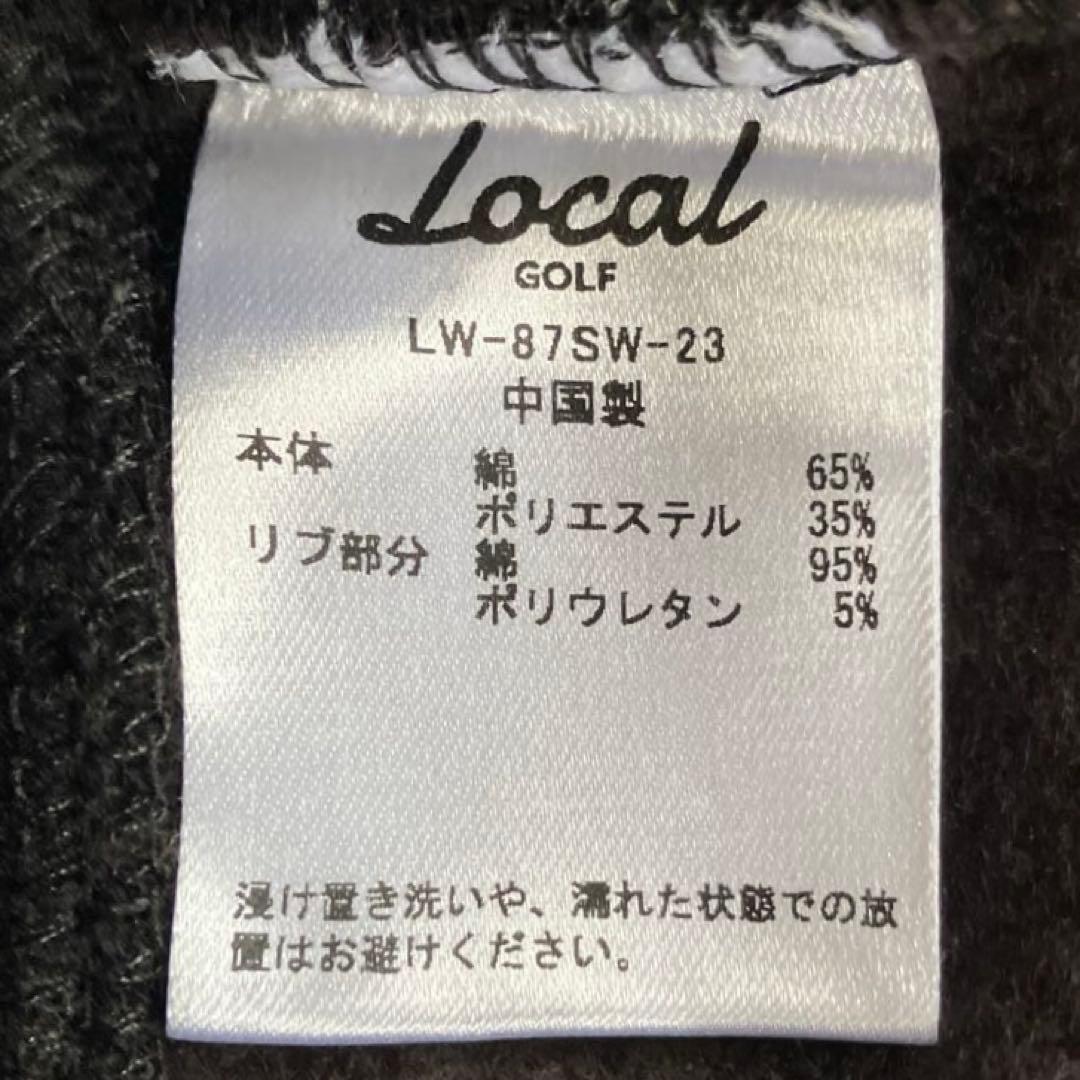 Local
GOLF
LW-87SW-23
中国製
本体 綿 65%
ポリエステル 35%
リブ部分 綿 95%
ポリウレタン 5%
浸け置き洗いや、濡れた状態での放
置はお避けください。